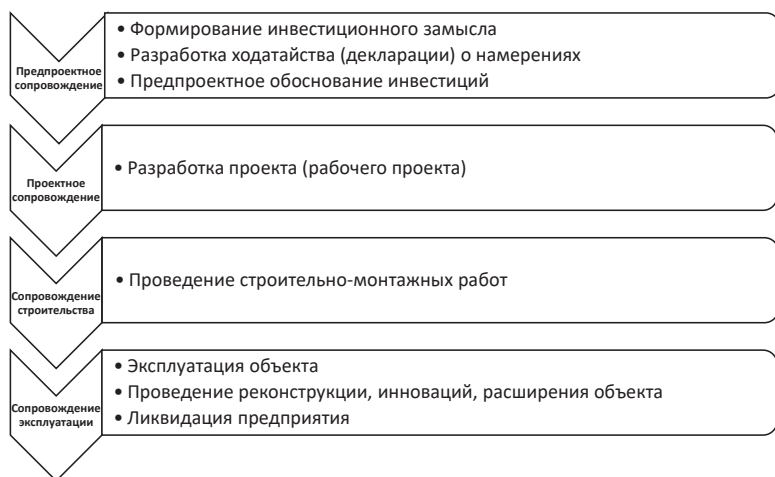 Предпроектное
сопровождение
• Формирование инвестиционного замысла
• Разработка ходатайства (декларации) о намерениях
• Предпроектное обоснование инвестиций
Проектное
сопровождение
• Разработка проекта (рабочего проекта)
Сопровождение
строительства
• Проведение строительно-монтажных работ
Сопровождение
эксплуатации
• Эксплуатация объекта
• Проведение реконструкции, инноваций, расширения объекта
• Ликвидация предприятия